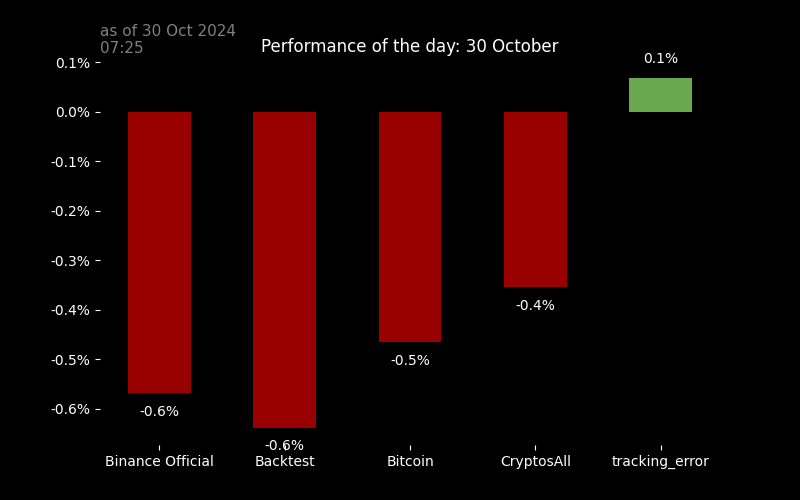 as of 30 Oct 2024
07:25
Performance of the day: 30 October
0.1%
0.1%
0.0%
-0.1%
-0.2%
-0.3%
-0.4%
-0.4%
-0.5%
-0.5%
-0.6%
-0.6%
-0.6%
Binance Official
Backtest
Bitcoin
CryptosAll
tracking_error